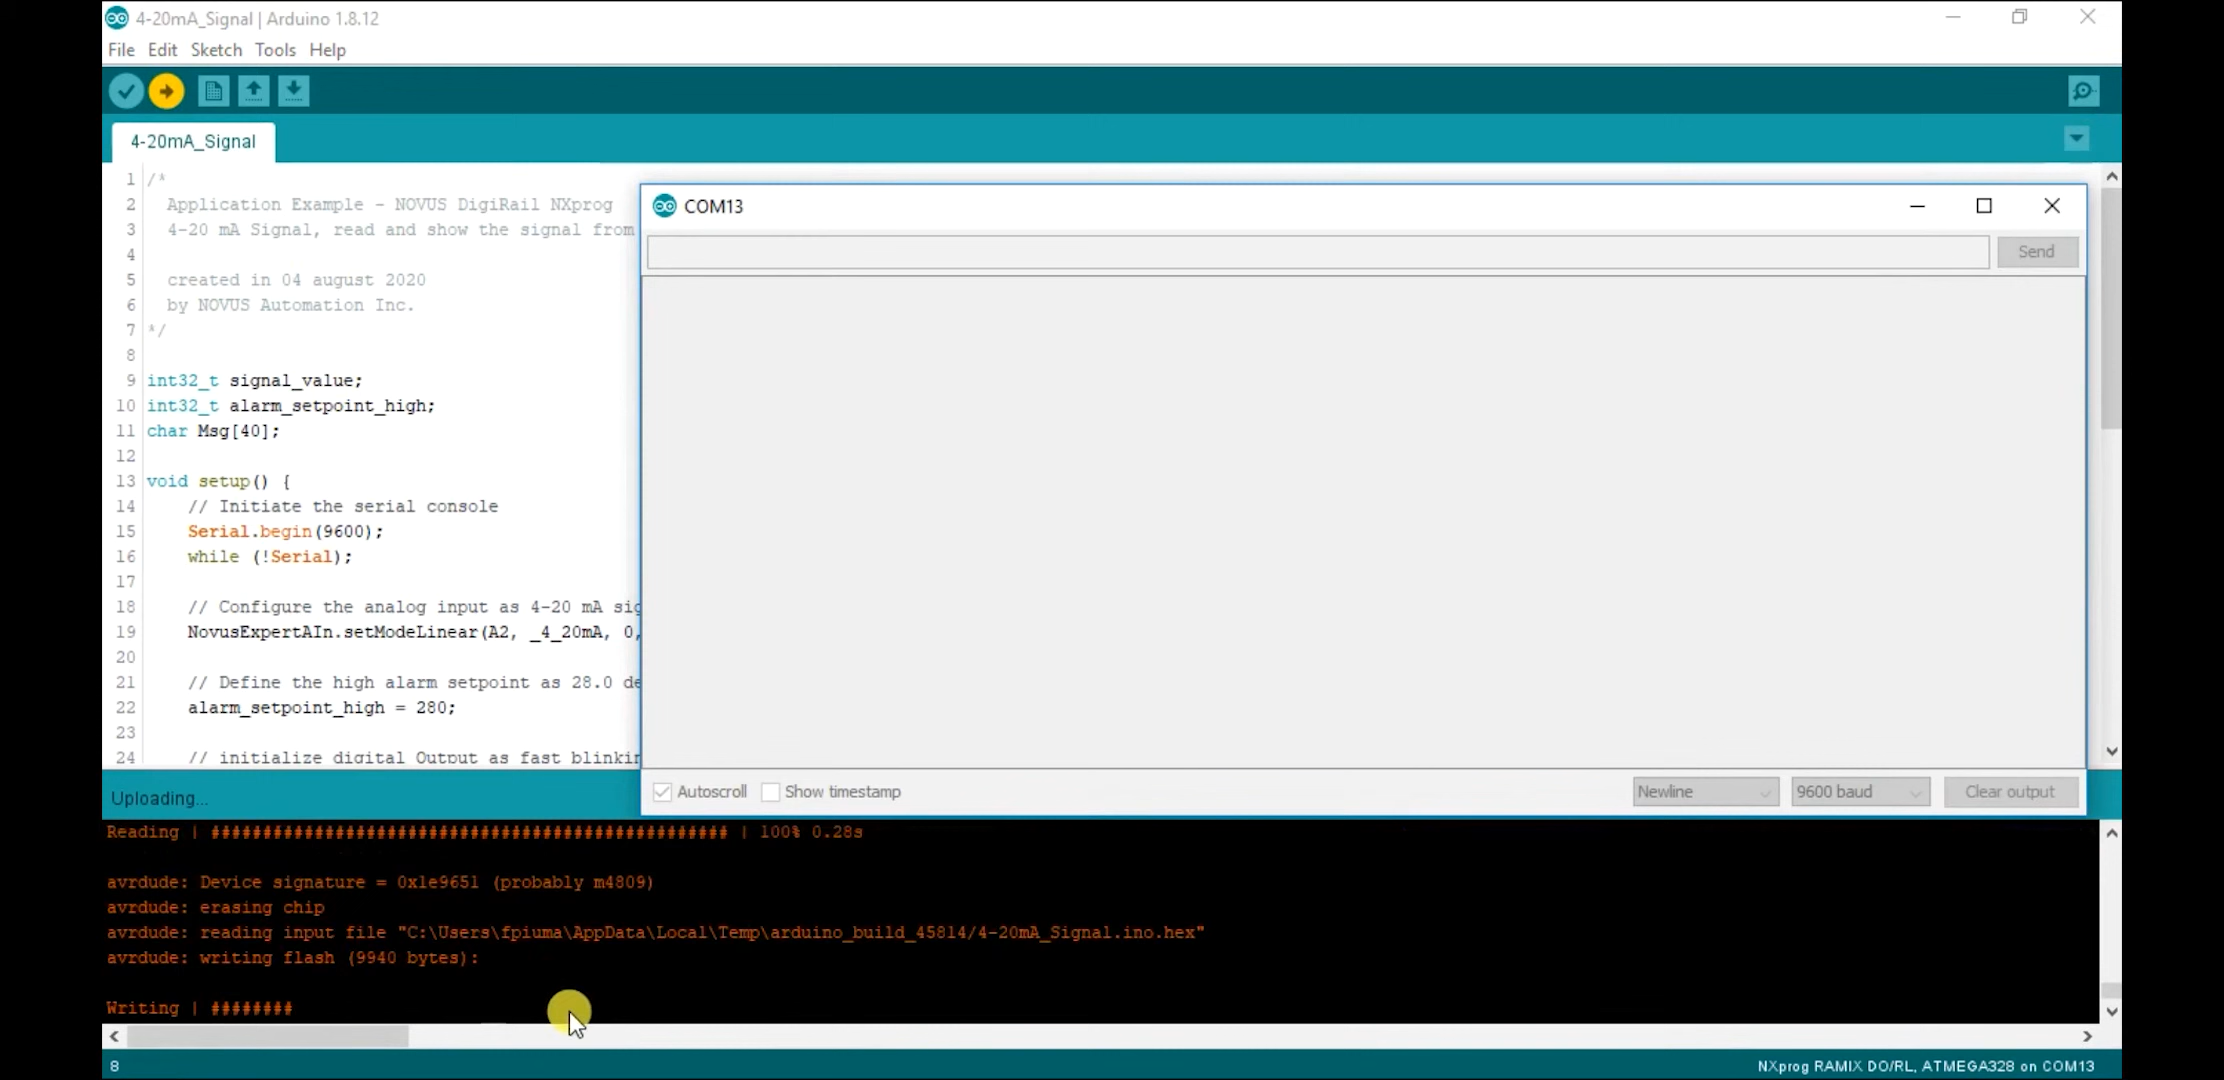 4-20mA_Signal | Arduino 1.8.12
File Edit Sketch Tools Help
4-20mA_Signal
1 /*
2 Application Example - NOVUS DigiRail NXprog
3 4-20 mA Signal, read and show the signal from
4
5 created in 04 august 2020
6 by NOVUS Automation Inc.
7 */
8
9 int32_t signal_value;
10 int32_t alarm_setpoint_high;
11 char Msg[40];
12
13 void setup() {
14 // Initiate the serial console
15 Serial.begin(9600);
16 while (!Serial);
17
18 // Configure the analog input as 4-20 mA sig
19 NovusExpertAIn.setModeLinear(A2, _4_20mA, 0,
20
21 // Define the high alarm setpoint as 28.0 de
22 alarm_setpoint_high = 280;
23
24 // initialize digital Output as fast blinkin
COM13
Send
Autoscroll Show timestamp Newline 9600 baud Clear output
Uploading...
Reading | ################################################## | 100% 0.28s
avrdude: Device signature = 0x1e9651 (probably m4809)
avrdude: erasing chip
avrdude: reading input file "C:\Users\fpiuma\AppData\Local\Temp\arduino_build_45814/4-20mA_Signal.ino.hex"
avrdude: writing flash (9940 bytes):
Writing | ########
8 NXprog RAMIX DO/RL, ATMEGA328 on COM13